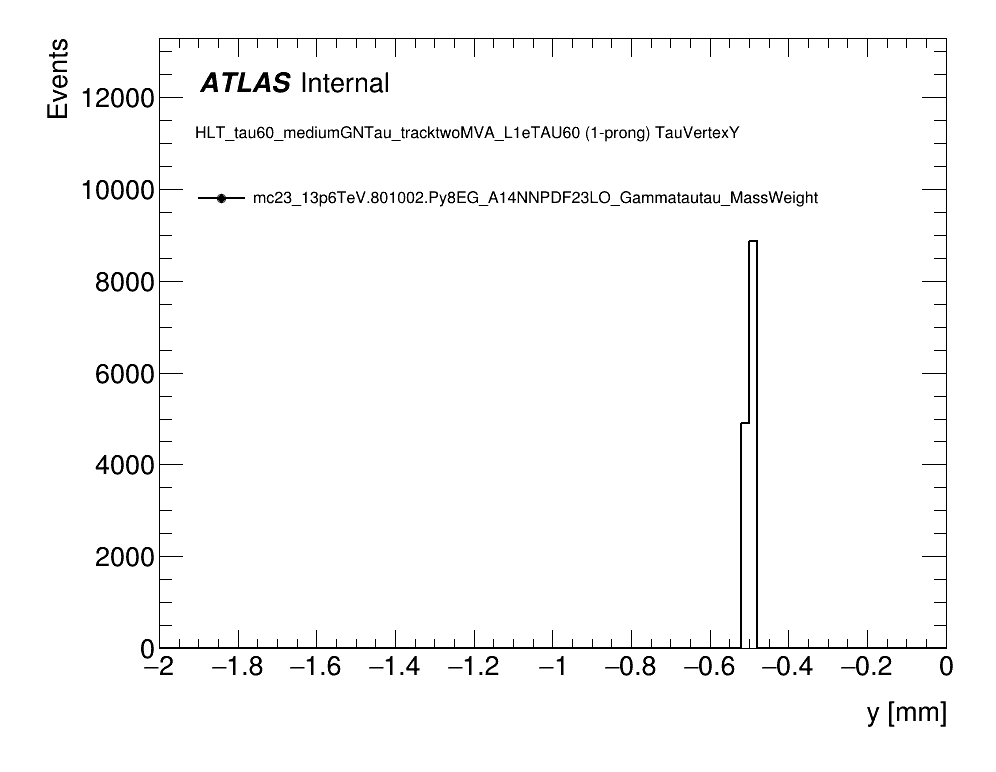 Events
ATLAS Internal
HLT_tau60_mediumGNTau_tracktwoMVA_L1eTAU60 (1-prong) TauVertexY
mc23_13p6TeV.801002.Py8EG_A14NNPDF23LO_Gammatautau_MassWeight
12000
10000
8000
6000
4000
2000
0
−2 −1.8 −1.6 −1.4 −1.2 −1 −0.8 −0.6 −0.4 −0.2 0
y [mm]